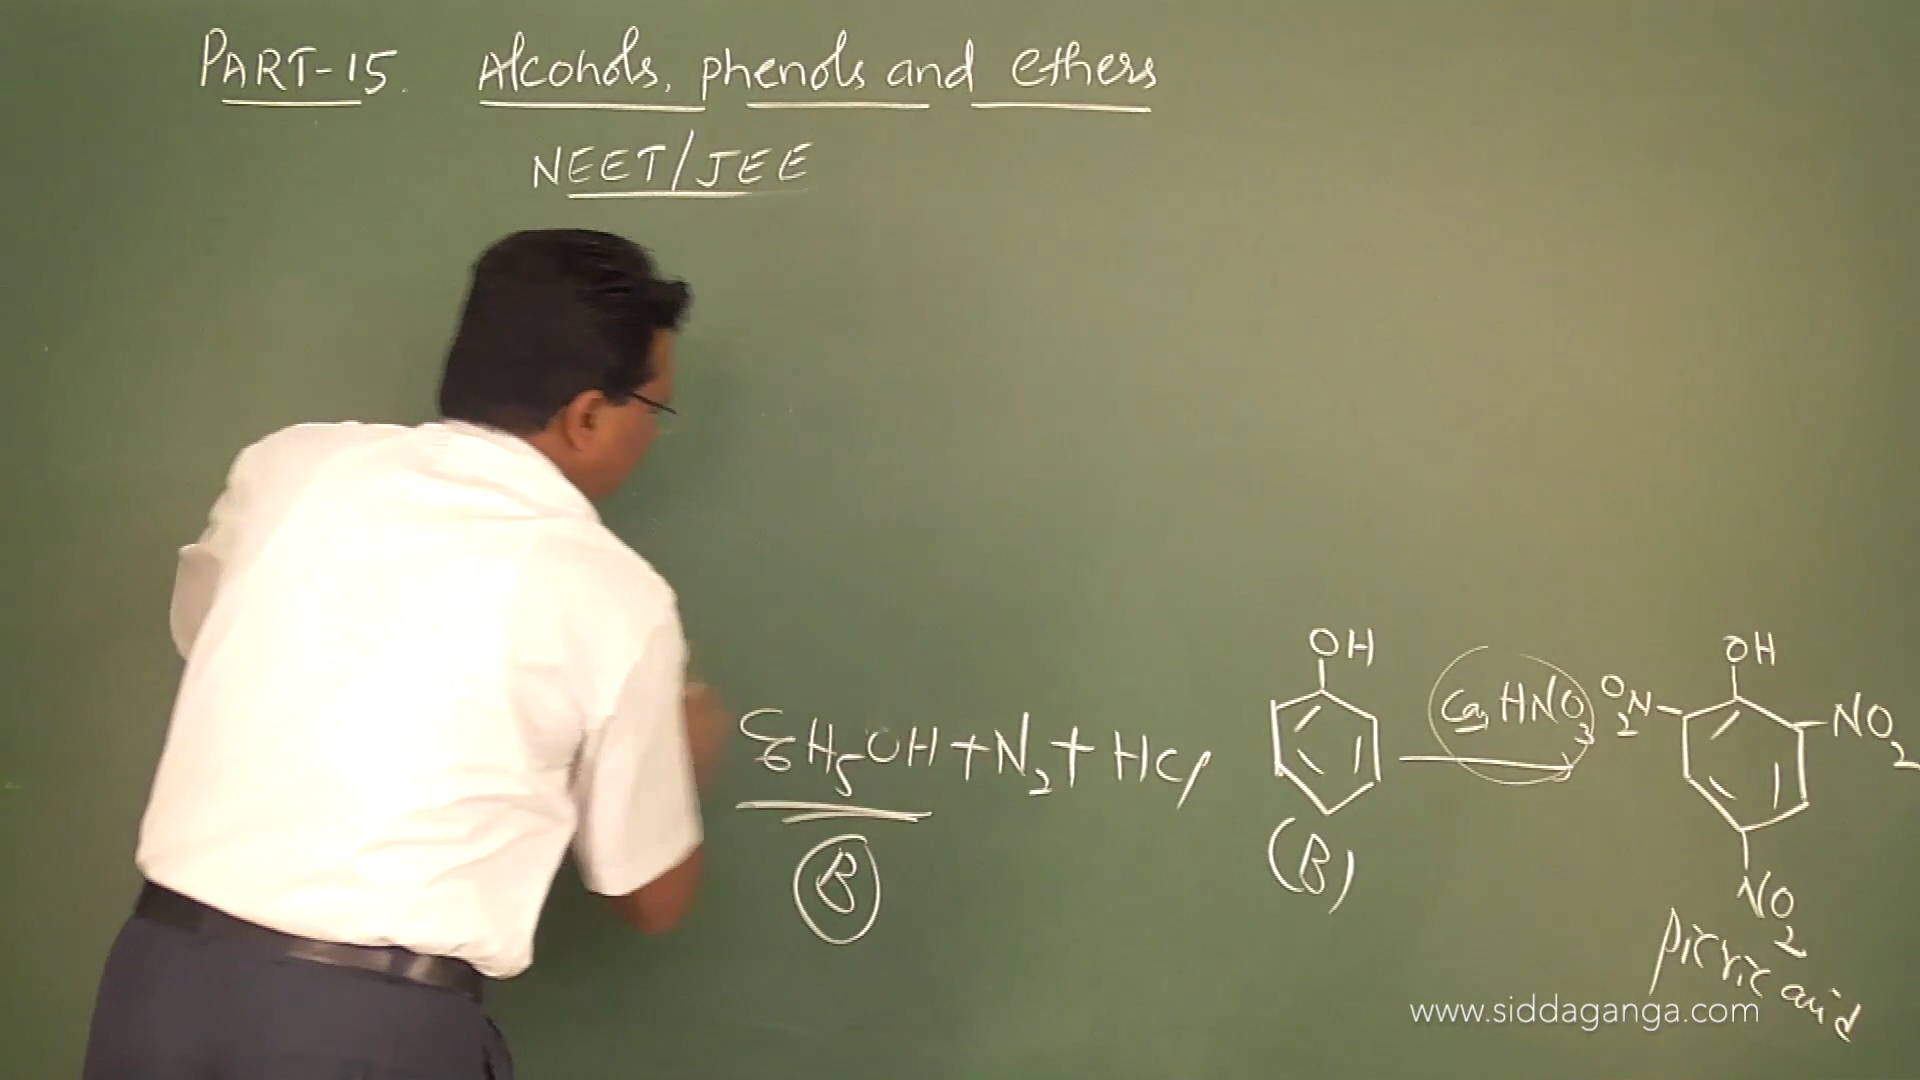 PART-15. Alcohols, phenols and ethers
NEET/JEE
C6H5OH + N2 + HCl
B
OH
(B)
Con HNO3
OH
O2N
NO2
NO2
picric acid
www.siddaganga.com